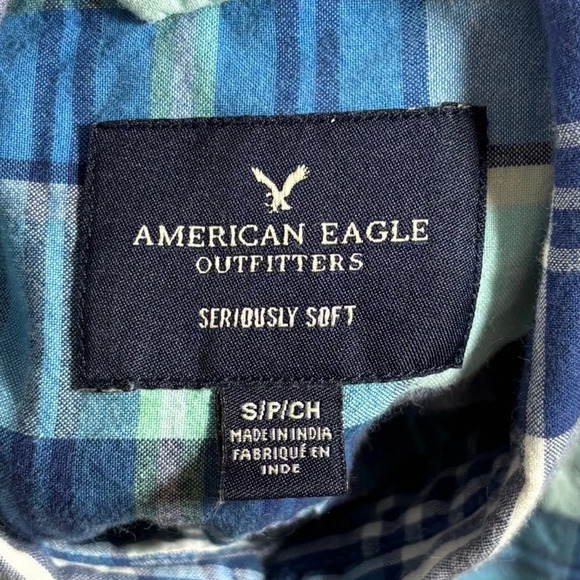 AMERICAN EAGLE
OUTFITTERS
SERIOUSLY SOFT
S/P/CH
MADE IN INDIA
FABRIQUÉ EN
INDE